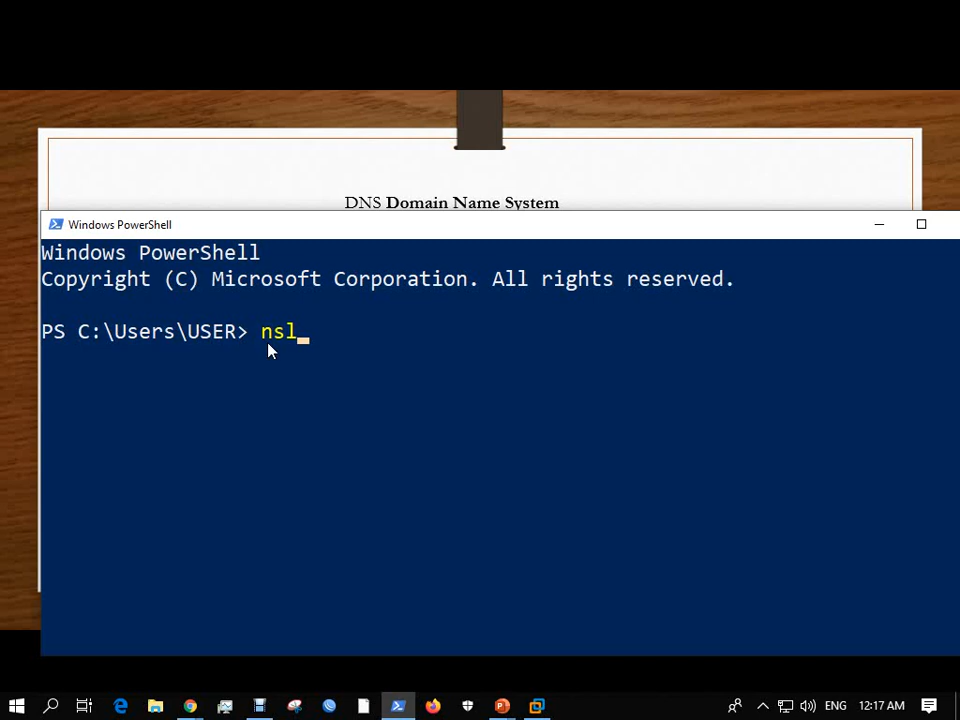 DNS Domain Name System
Windows PowerShell
Windows PowerShell
Copyright (C) Microsoft Corporation. All rights reserved.
PS C:\Users\USER> nsl
ENG
12:17 AM